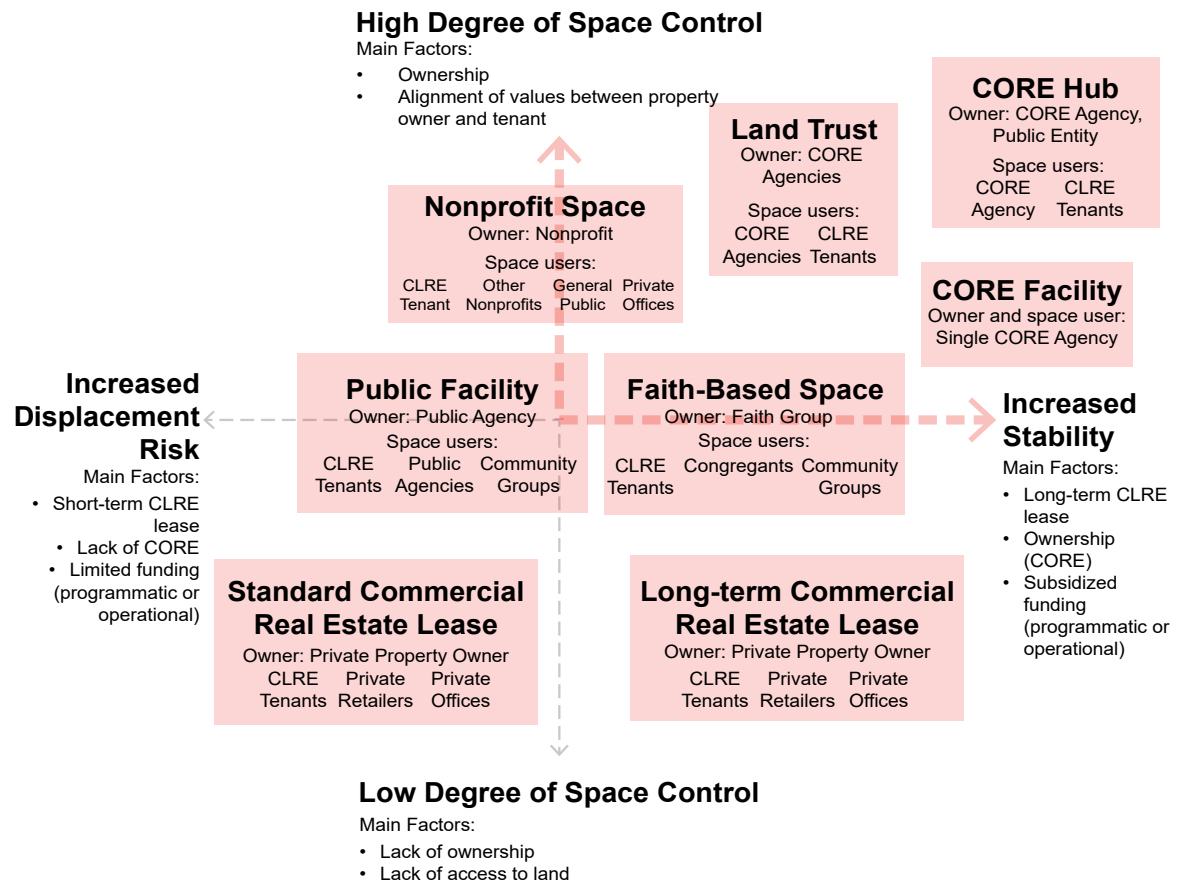 High Degree of Space Control
Main Factors:
• Ownership
• Alignment of values between property
owner and tenant
CORE Hub
Owner: CORE Agency,
Public Entity
Space users:
CORE Agency
CLRE Tenants
Land Trust
Owner: CORE
Agencies
Space users:
CORE Agencies
CLRE Tenants
Nonprofit Space
Owner: Nonprofit
Space users:
CLRE Tenant
Other Nonprofits
General Public
Private Offices
CORE Facility
Owner and space user:
Single CORE Agency
Increased
Displacement
Risk
Main Factors:
• Short-term CLRE
lease
• Lack of CORE
• Limited funding
(programmatic or
operational)
Public Facility
Owner: Public Agency
Space users:
CLRE Tenants
Public Agencies
Community Groups
Faith-Based Space
Owner: Faith Group
Space users:
CLRE Tenants
Congregants
Community Groups
Increased
Stability
Main Factors:
• Long-term CLRE
lease
• Ownership
(CORE)
• Subsidized
funding
(programmatic or
operational)
Standard Commercial
Real Estate Lease
Owner: Private Property Owner
CLRE Tenants
Private Retailers
Private Offices
Long-term Commercial
Real Estate Lease
Owner: Private Property Owner
CLRE Tenants
Private Retailers
Private Offices
Low Degree of Space Control
Main Factors:
• Lack of ownership
• Lack of access to land